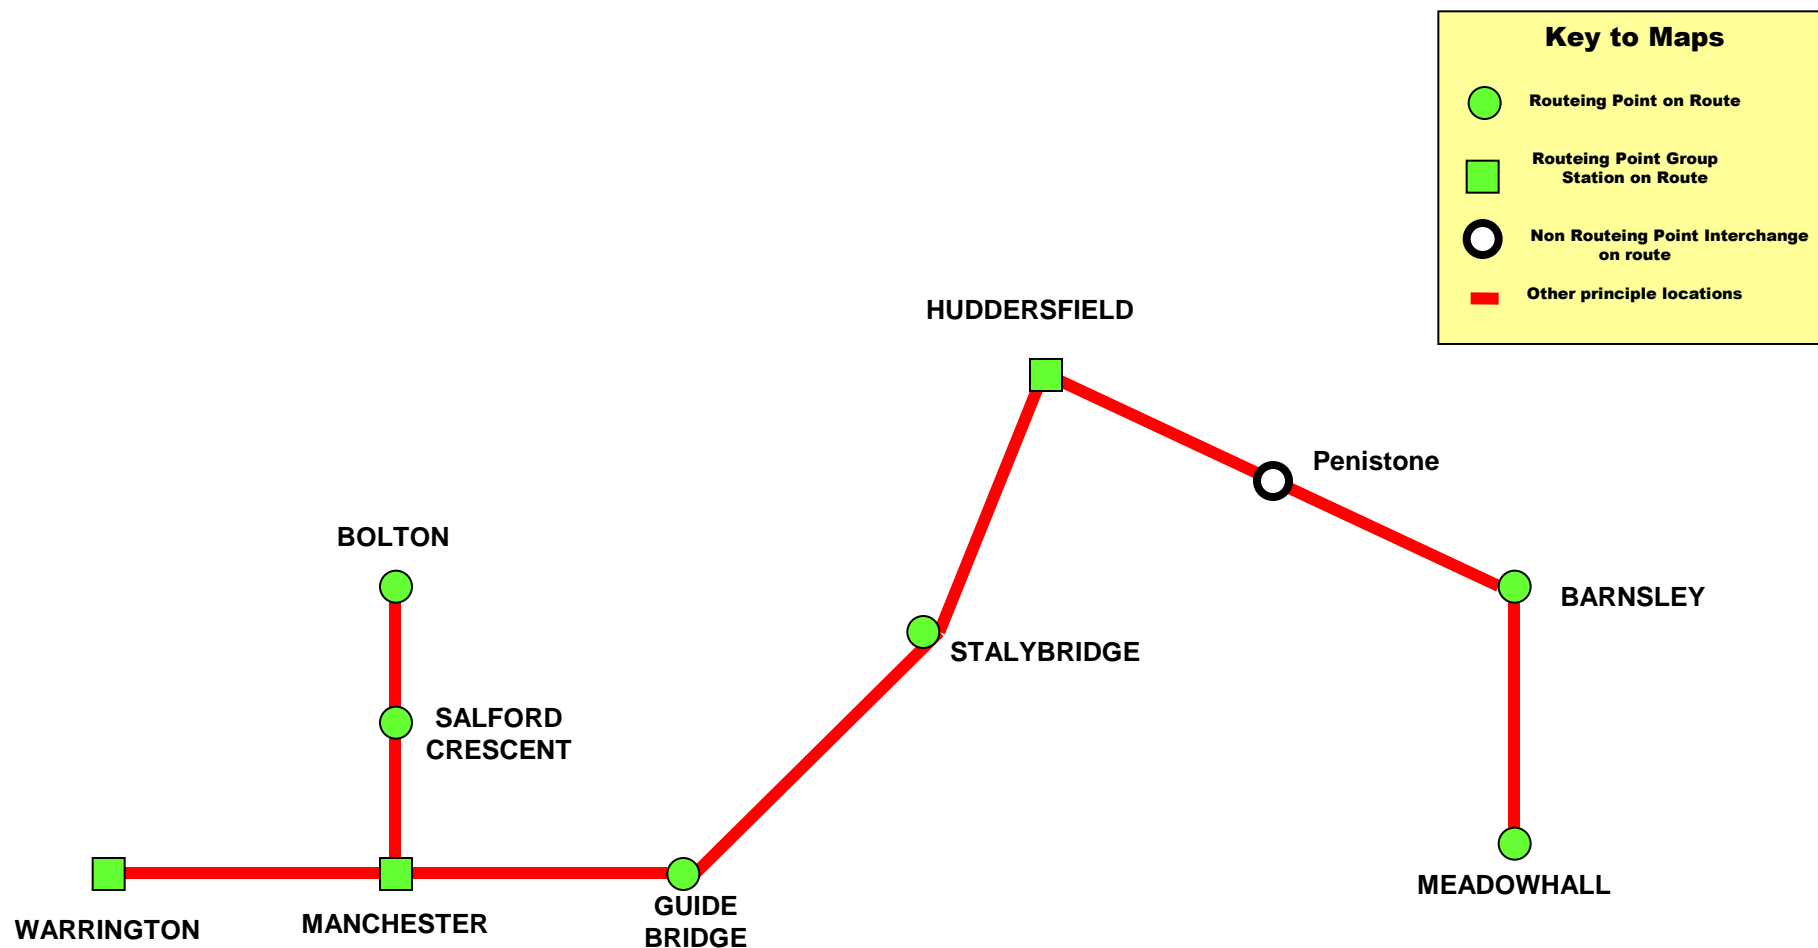 Key to Maps
Routeing Point on Route
Routeing Point Group
Station on Route
Non Routeing Point Interchange
on route
Other principle locations
HUDDERSFIELD
Penistone
BOLTON
BARNSLEY
STALYBRIDGE
SALFORD
CRESCENT
MEADOWHALL
GUIDE
BRIDGE
MANCHESTER
WARRINGTON